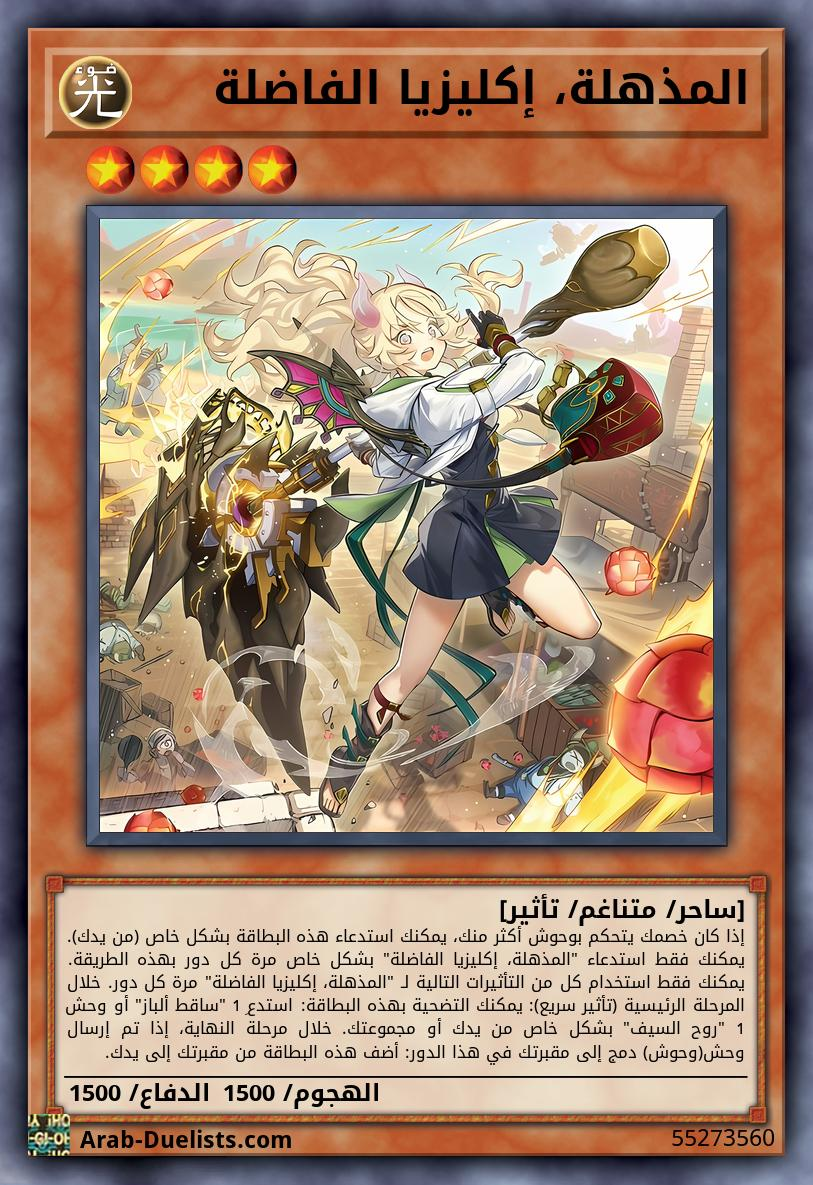 المذهلة، إكليزيا الفاضلة
ضوء
光
[ساحر/ متناغم/ تأثير]
إذا كان خصمك يتحكم بوحوش أكثر منك، يمكنك استدعاء هذه البطاقة بشكل خاص (من يدك).
يمكنك فقط استدعاء "المذهلة، إكليزيا الفاضلة" بشكل خاص مرة كل دور بهذه الطريقة.
يمكنك فقط استخدام كل من التأثيرات التالية لـ "المذهلة، إكليزيا الفاضلة" مرة كل دور. خلال
المرحلة الرئيسية (تأثير سريع): يمكنك التضحية بهذه البطاقة: استدعِ 1 "ساقط ألباز" أو وحش
1 "روح السيف" بشكل خاص من يدك أو مجموعتك. خلال مرحلة النهاية، إذا تم إرسال
وحش(وحوش) دمج إلى مقبرتك في هذا الدور: أضف هذه البطاقة من مقبرتك إلى يدك.
الهجوم/ 1500 الدفاع/ 1500
Arab-Duelists.com
55273560